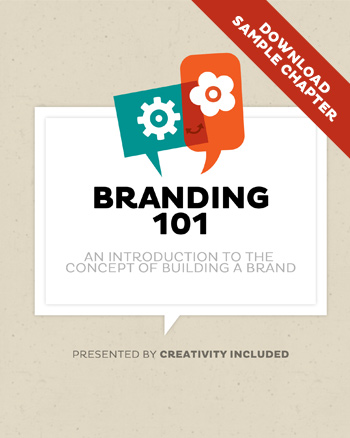 DOWNLOAD
SAMPLE CHAPTER
BRANDING
101
AN INTRODUCTION TO THE
CONCEPT OF BUILDING A BRAND
PRESENTED BY CREATIVITY INCLUDED